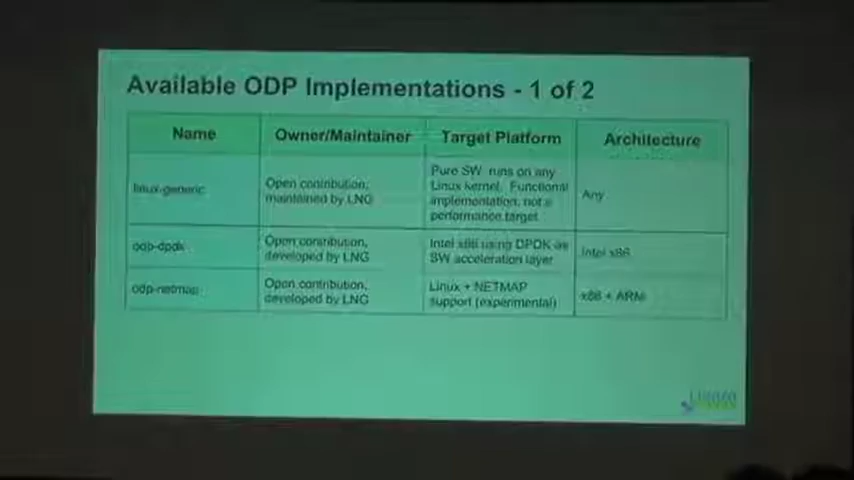 Available ODP Implementations - 1 of 2
Name
Owner/Maintainer
Target Platform
Architecture
linux-generic
Open contribution,
maintained by LNG
Pure SW runs on any
Linux kernel. Functional
implementation, not a
performance target
Any
odp-dpdk
Open contribution,
developed by LNG
Intel x86 using DPDK as
SW acceleration layer
Intel x86
odp-netmap
Open contribution,
developed by LNG
Linux + NETMAP
support (experimental)
x86 + ARM